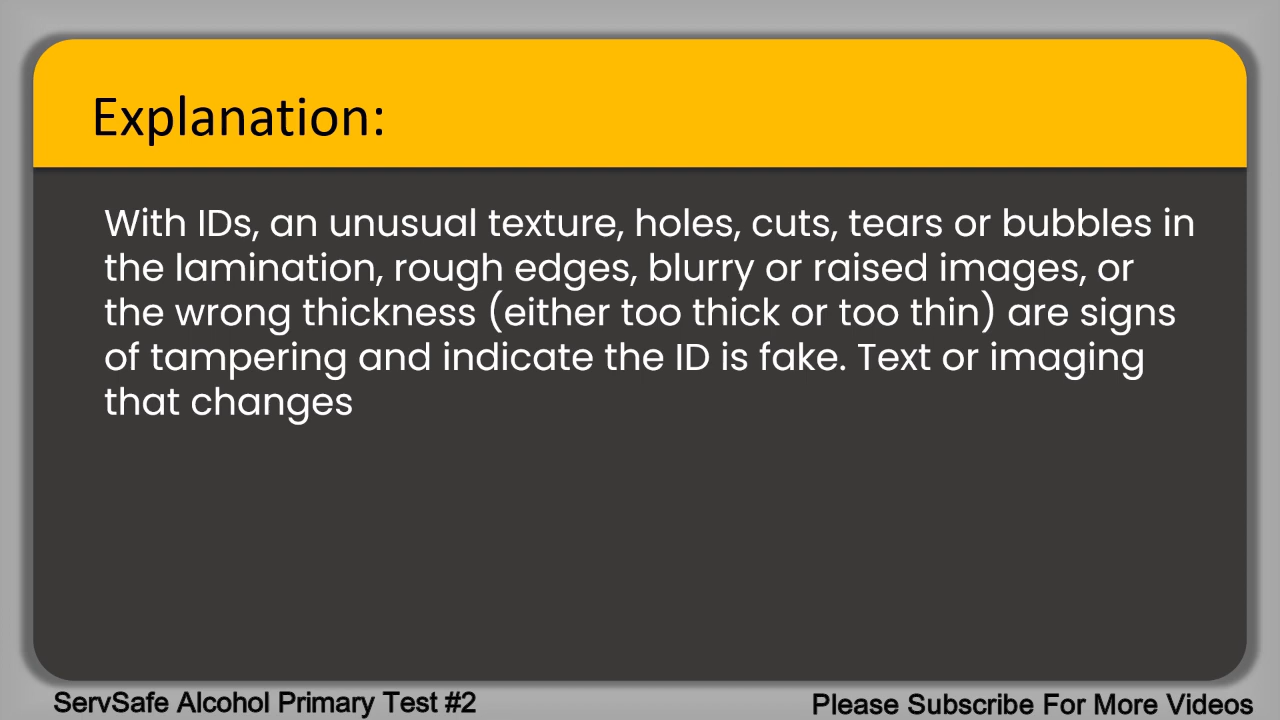 Explanation:
With IDs, an unusual texture, holes, cuts, tears or bubbles in
the lamination, rough edges, blurry or raised images, or
the wrong thickness (either too thick or too thin) are signs
of tampering and indicate the ID is fake. Text or imaging
that changes
ServSafe Alcohol Primary Test #2
Please Subscribe For More Videos